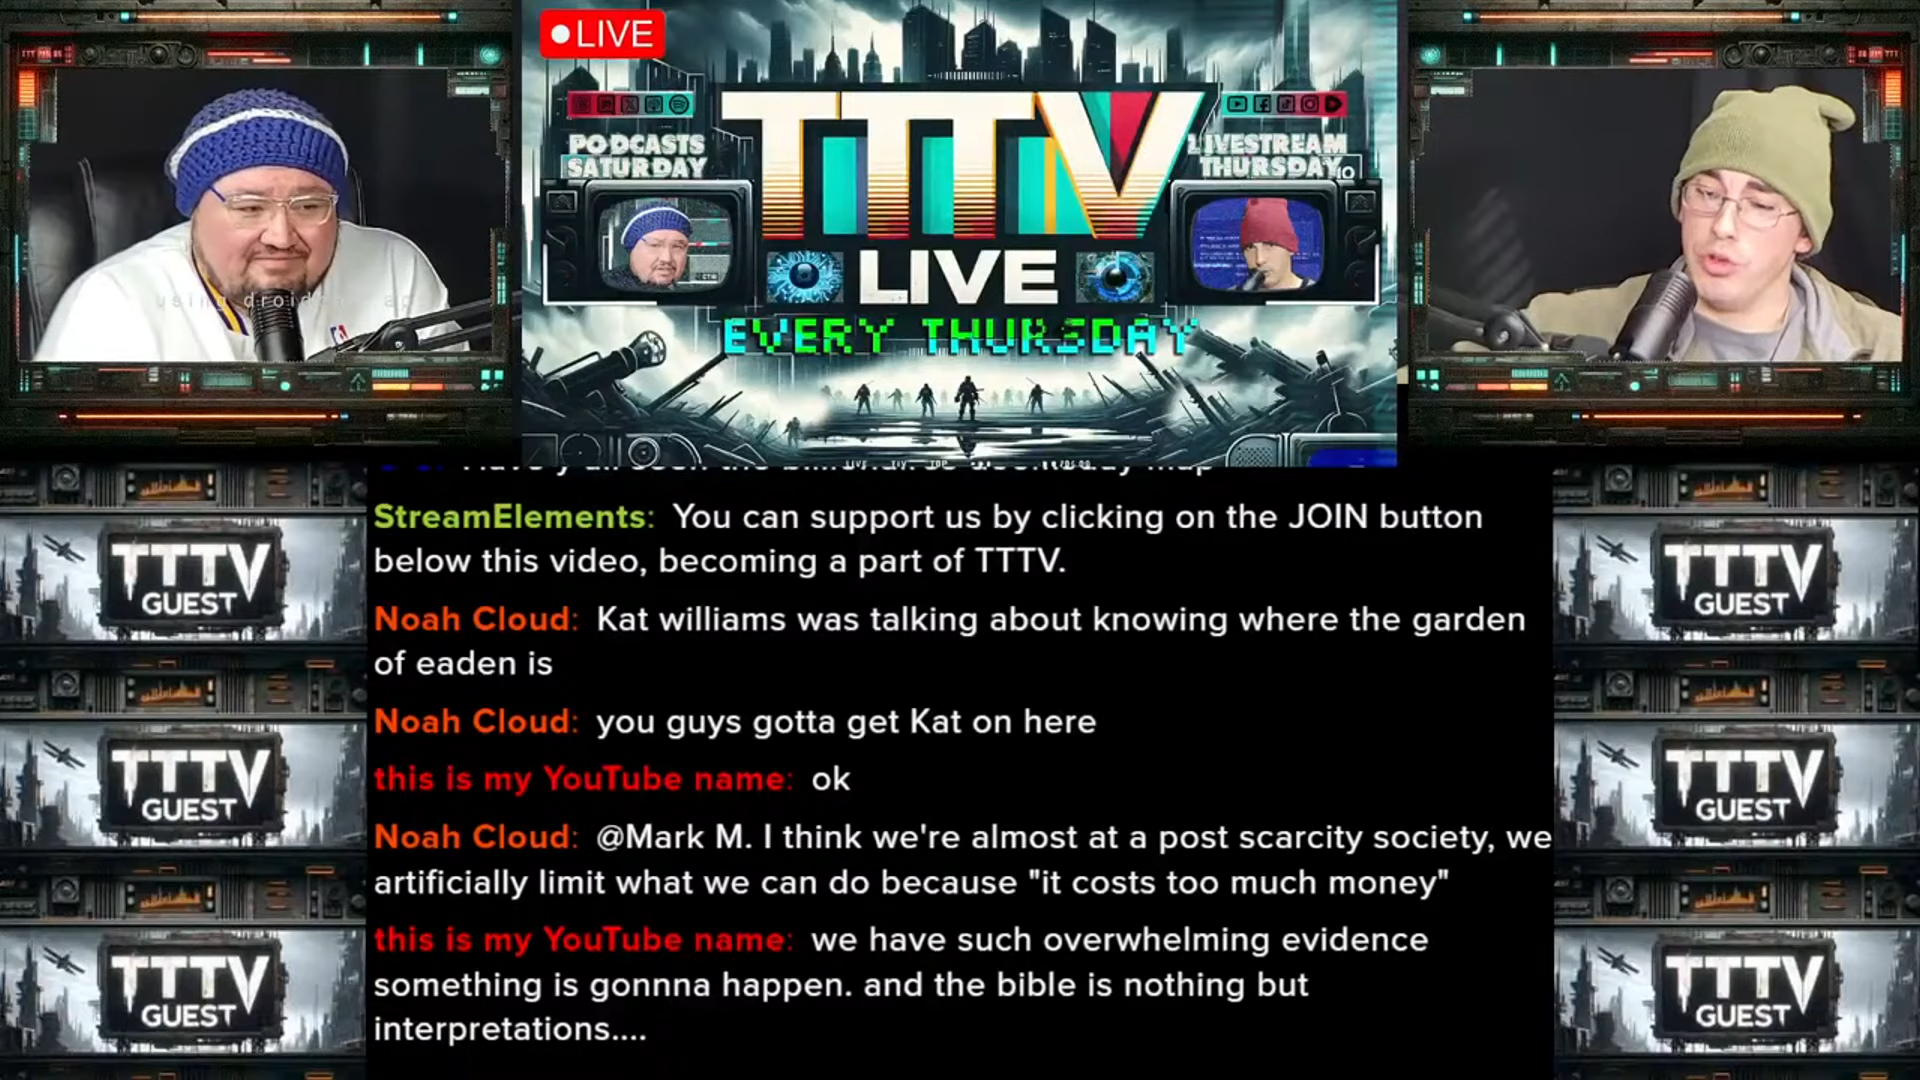 LIVE
PODCASTS
SATURDAY
TTTV
LIVESTREAM
THURSDAY
LIVE
EVERY THURSDAY
StreamElements: You can support us by clicking on the JOIN button
below this video, becoming a part of TTTV.
Noah Cloud: Kat williams was talking about knowing where the garden
of eaden is
Noah Cloud: you guys gotta get Kat on here
this is my YouTube name: ok
Noah Cloud: @Mark M. I think we're almost at a post scarcity society, we
artificially limit what we can do because "it costs too much money"
this is my YouTube name: we have such overwhelming evidence
something is gonnna happen. and the bible is nothing but
interpretations....
TTTV
GUEST
TTTV
GUEST
TTTV
GUEST
TTTV
GUEST
TTTV
GUEST
TTTV
GUEST